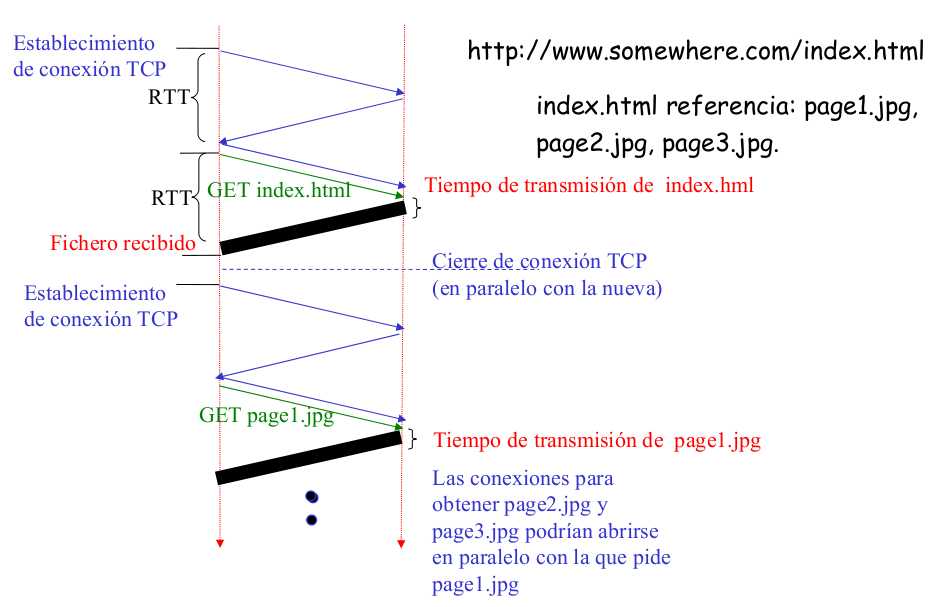 Establecimiento
de conexión TCP
http://www.somewhere.com/index.html
RTT
index.html referencia: page1.jpg,
page2.jpg, page3.jpg.
RTT
GET index.html
Tiempo de transmisión de index.hml
Fichero recibido
Cierre de conexión TCP
(en paralelo con la nueva)
Establecimiento
de conexión TCP
GET page1.jpg
Tiempo de transmisión de page1.jpg
Las conexiones para
obtener page2.jpg y
page3.jpg podrían abrirse
en paralelo con la que pide
page1.jpg